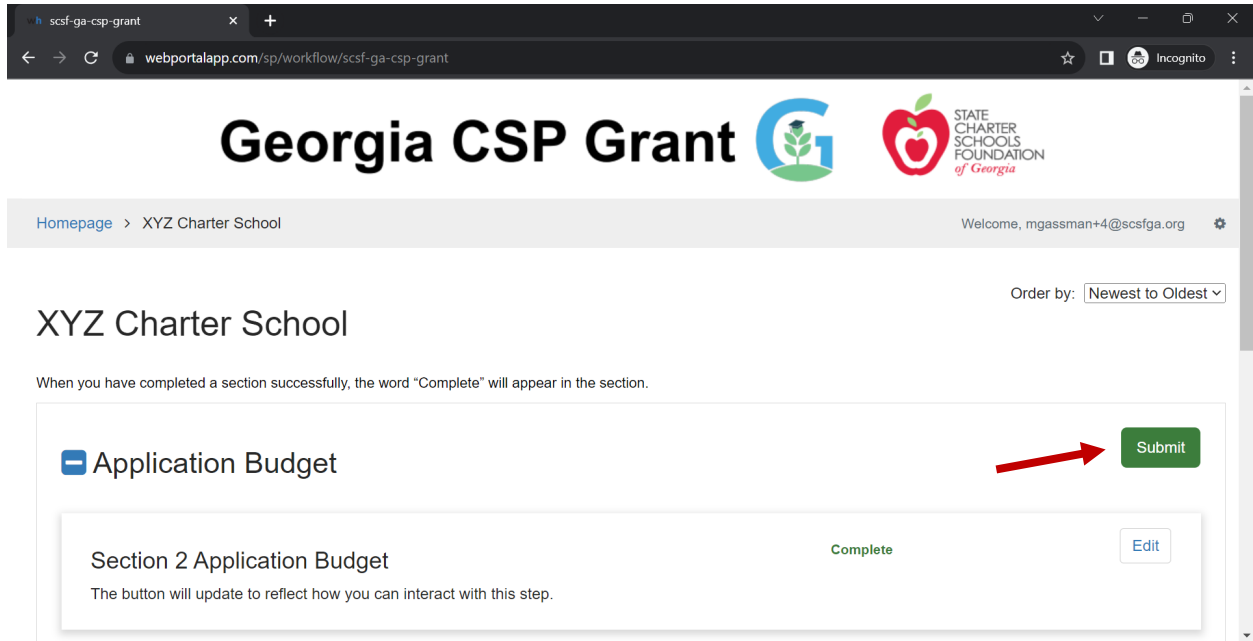 wh scsf-ga-csp-grant
webportalapp.com/sp/workflow/scsf-ga-csp-grant
Incognito
Georgia CSP Grant
STATE
CHARTER
SCHOOLS
FOUNDATION
of Georgia
Homepage > XYZ Charter School
Welcome, mgassman+4@scsfga.org
Order by: Newest to Oldest
XYZ Charter School
When you have completed a section successfully, the word “Complete” will appear in the section.
Application Budget
Submit
Section 2 Application Budget
Complete
Edit
The button will update to reflect how you can interact with this step.